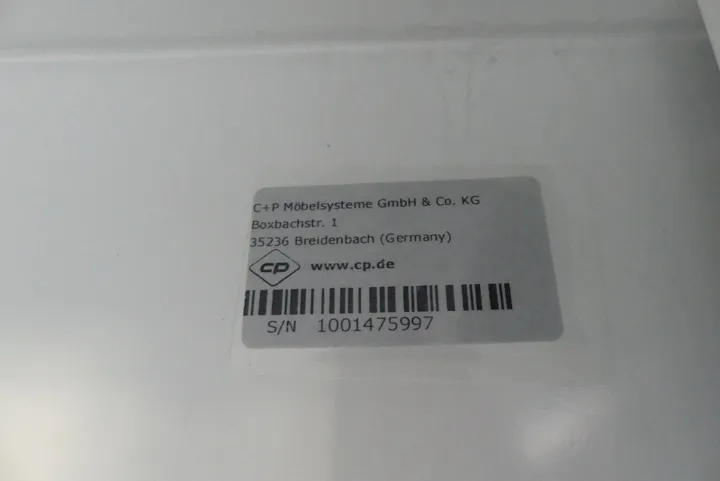 C+P Möbelsysteme GmbH & Co. KG
Boxbachstr. 1
35236 Breidenbach (Germany)
cp www.cp.de
S/N 1001475997